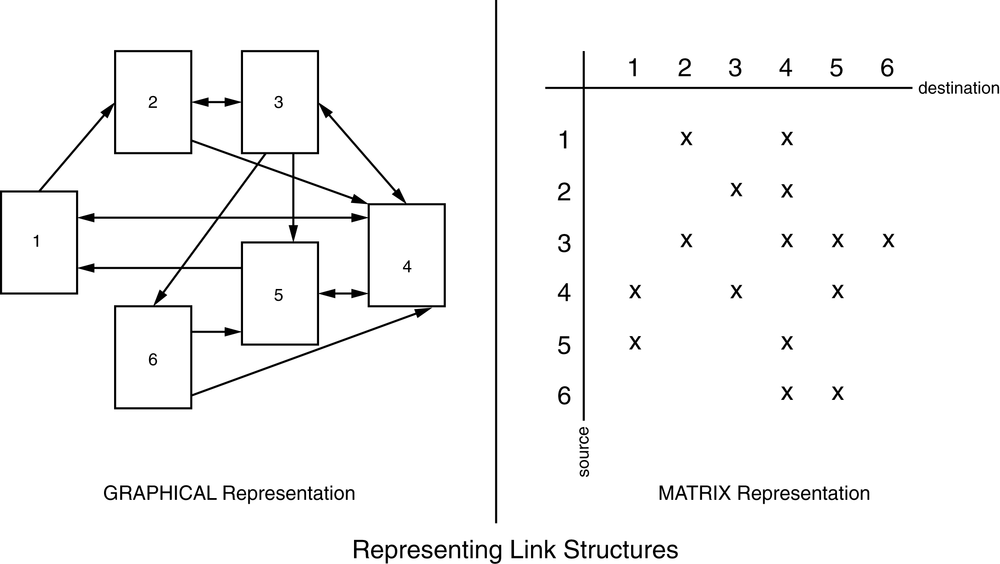 2
3
1
4
5
6
GRAPHICAL Representation
1 2 3 4 5 6
destination
1 x x
2 x x
3 x x x x
4 x x x
5 x x
6 x x
source
MATRIX Representation
Representing Link Structures